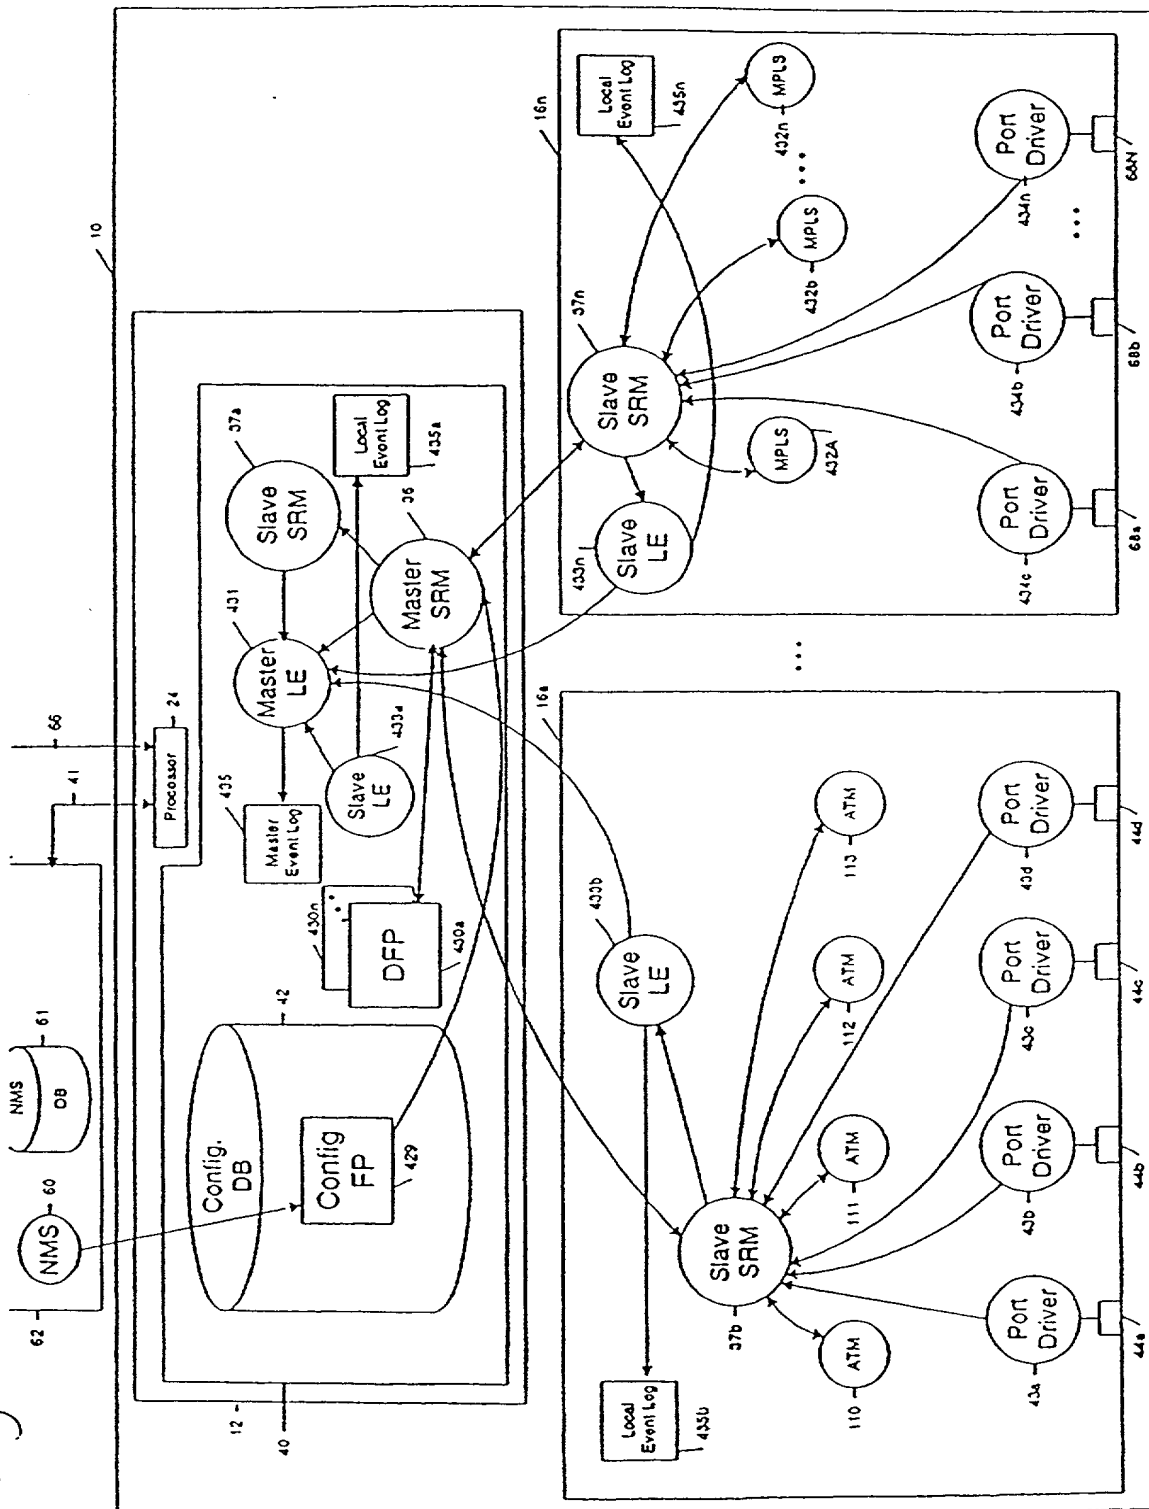 62
NMS
60
NMS
DB
61
41
66
10
12
40
Processor
24
Config.
DB
42
Config
FP
429
DFP
430a
430n
Master
Event Log
435
Master
LE
431
Slave
LE
433a
Slave
SRM
37a
Local
Event Log
435a
Master
SRM
36
16a
Local
Event Log
435b
Slave
LE
433b
Slave
SRM
37b
ATM
110
ATM
111
ATM
112
ATM
113
Port
Driver
43a
Port
Driver
43b
Port
Driver
43c
Port
Driver
43d
44a
44b
44c
44d
...
16n
Slave
LE
433n
Slave
SRM
37n
Local
Event Log
435n
MPLS
432A
MPLS
432b
...
MPLS
432n
Port
Driver
434c
Port
Driver
434b
...
Port
Driver
434n
68a
68b
68N